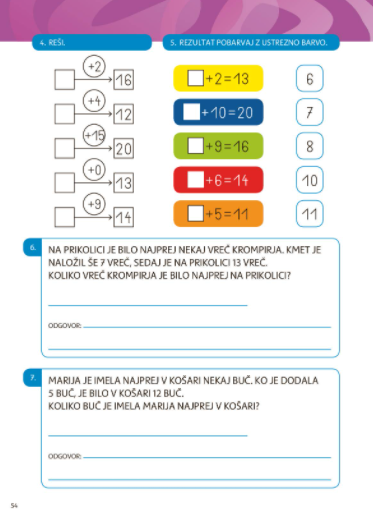 4. REŠI.
5. REZULTAT POBARVAJ Z USTREZNO BARVO.
+2
16
+4
12
+15
20
+0
13
+9
14
+2=13
+10=20
+9=16
+6=14
+5=11
6
7
8
10
11
6.
NA PRIKOLICI JE BILO NAJPREJ NEKAJ VREČ KROMPIRJA. KMET JE
NALOŽIL ŠE 7 VREČ, SEDAJ JE NA PRIKOLICI 13 VREČ.
KOLIKO VREČ KROMPIRJA JE BILO NAJPREJ NA PRIKOLICI?
ODGOVOR:
7.
MARIJA JE IMELA NAJPREJ V KOŠARI NEKAJ BUČ. KO JE DODALA
5 BUČ, JE BILO V KOŠARI 12 BUČ.
KOLIKO BUČ JE IMELA MARIJA NAJPREJ V KOŠARI?
ODGOVOR:
54